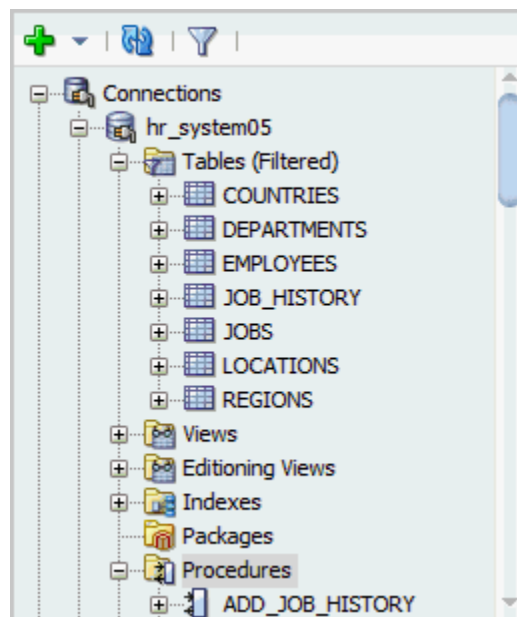 Connections
hr_system05
Tables (Filtered)
COUNTRIES
DEPARTMENTS
EMPLOYEES
JOB_HISTORY
JOBS
LOCATIONS
REGIONS
Views
Editioning Views
Indexes
Packages
Procedures
ADD_JOB_HISTORY